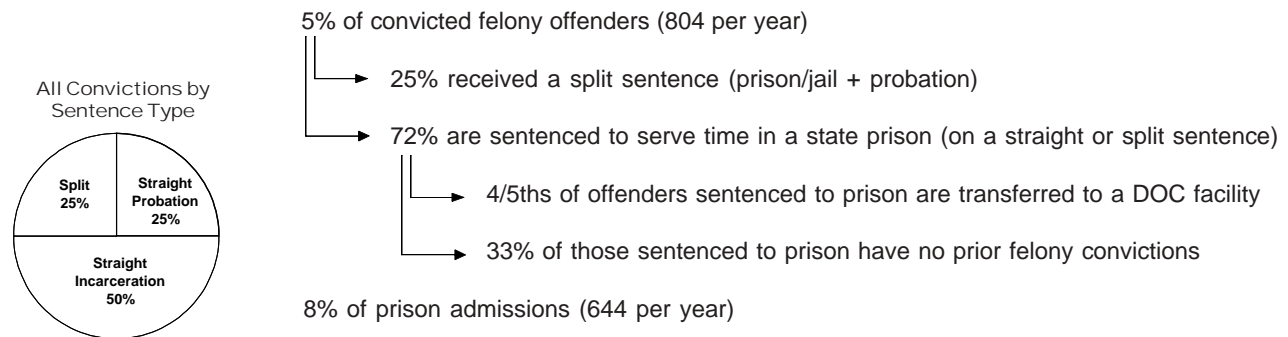 5% of convicted felony offenders (804 per year)
25% received a split sentence (prison/jail + probation)
72% are sentenced to serve time in a state prison (on a straight or split sentence)
4/5ths of offenders sentenced to prison are transferred to a DOC facility
33% of those sentenced to prison have no prior felony convictions
8% of prison admissions (644 per year)
All Convictions by
Sentence Type
Split
25%
Straight
Probation
25%
Straight
Incarceration
50%